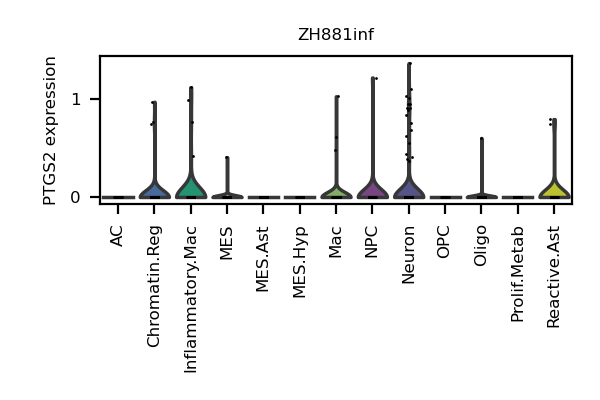 ZH881inf
PTGS2 expression
1
0
AC
Chromatin.Reg
Inflammatory.Mac
MES
MES.Ast
MES.Hyp
Mac
NPC
Neuron
OPC
Oligo
Prolif.Metab
Reactive.Ast